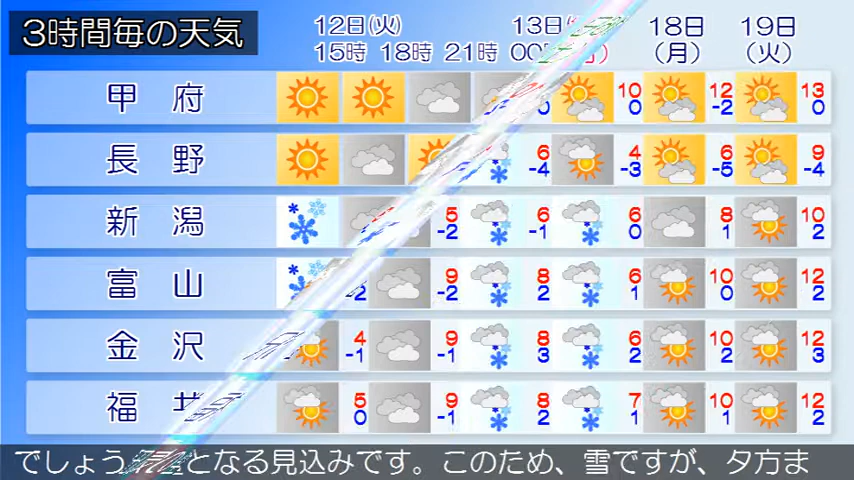 3時間毎の天気
12日(火) 13日 18日 19日
15時 18時 21時 00 (月) (火)
甲府 0 10 0 12 -2 13 0
長野 6 -4 4 -3 6 -5 9 -4
新潟 5 -2 6 -1 6 0 8 1 10 2
富山 -2 9 -2 8 2 6 1 10 0 12 2
金沢 4 -1 9 -1 8 3 6 2 10 2 12 3
福井 5 0 9 -1 8 2 7 1 10 1 12 2
でしょう となる見込みです。このため、雪ですが、夕方ま